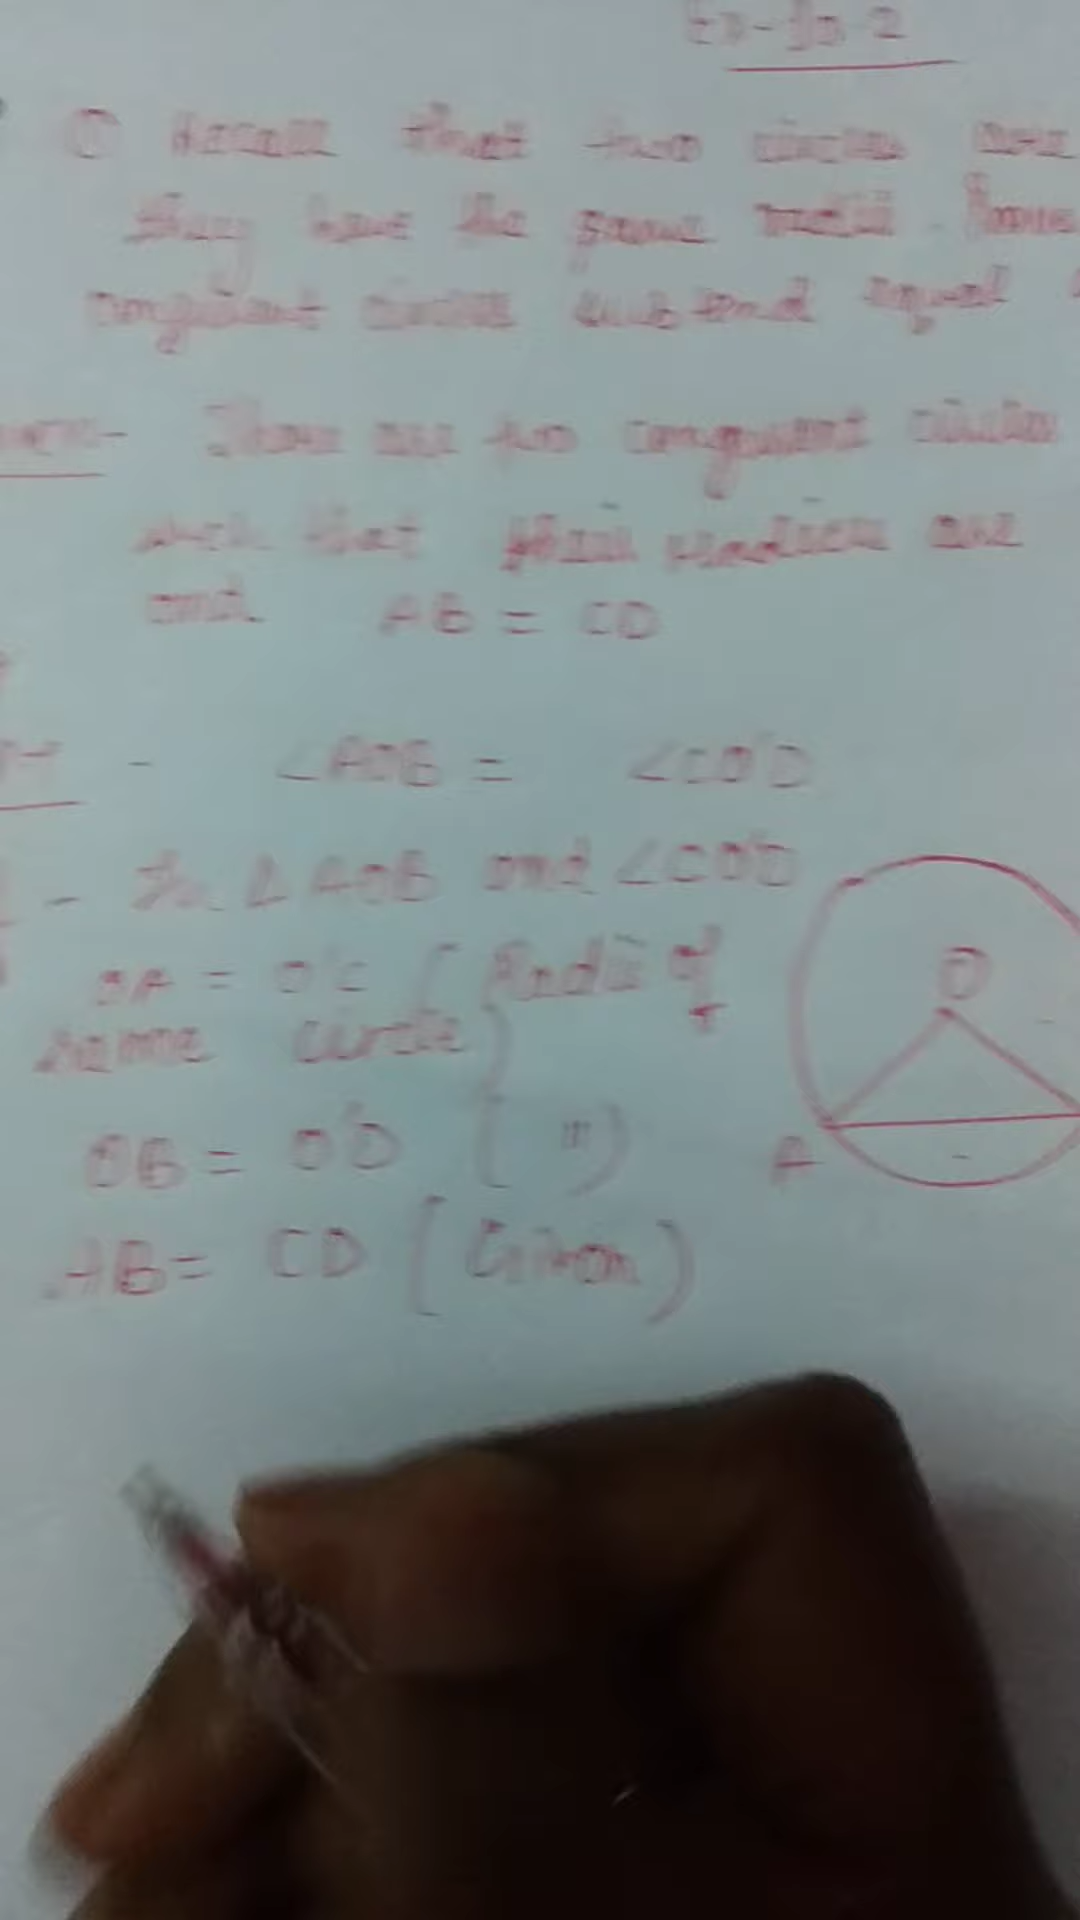 Ex-10.2
① Recall that two circles are
they have the same radii. Prove
congruent circles subtend equal
There are two congruent circles
such that their radius are
and AB = CD
- ∠AOB = ∠CO'D
- In Δ AOB and ∠CO'D
OA = O'C [Radii of
same circle)
OB = O'D [ ")
AB = CD [Given)
O
A